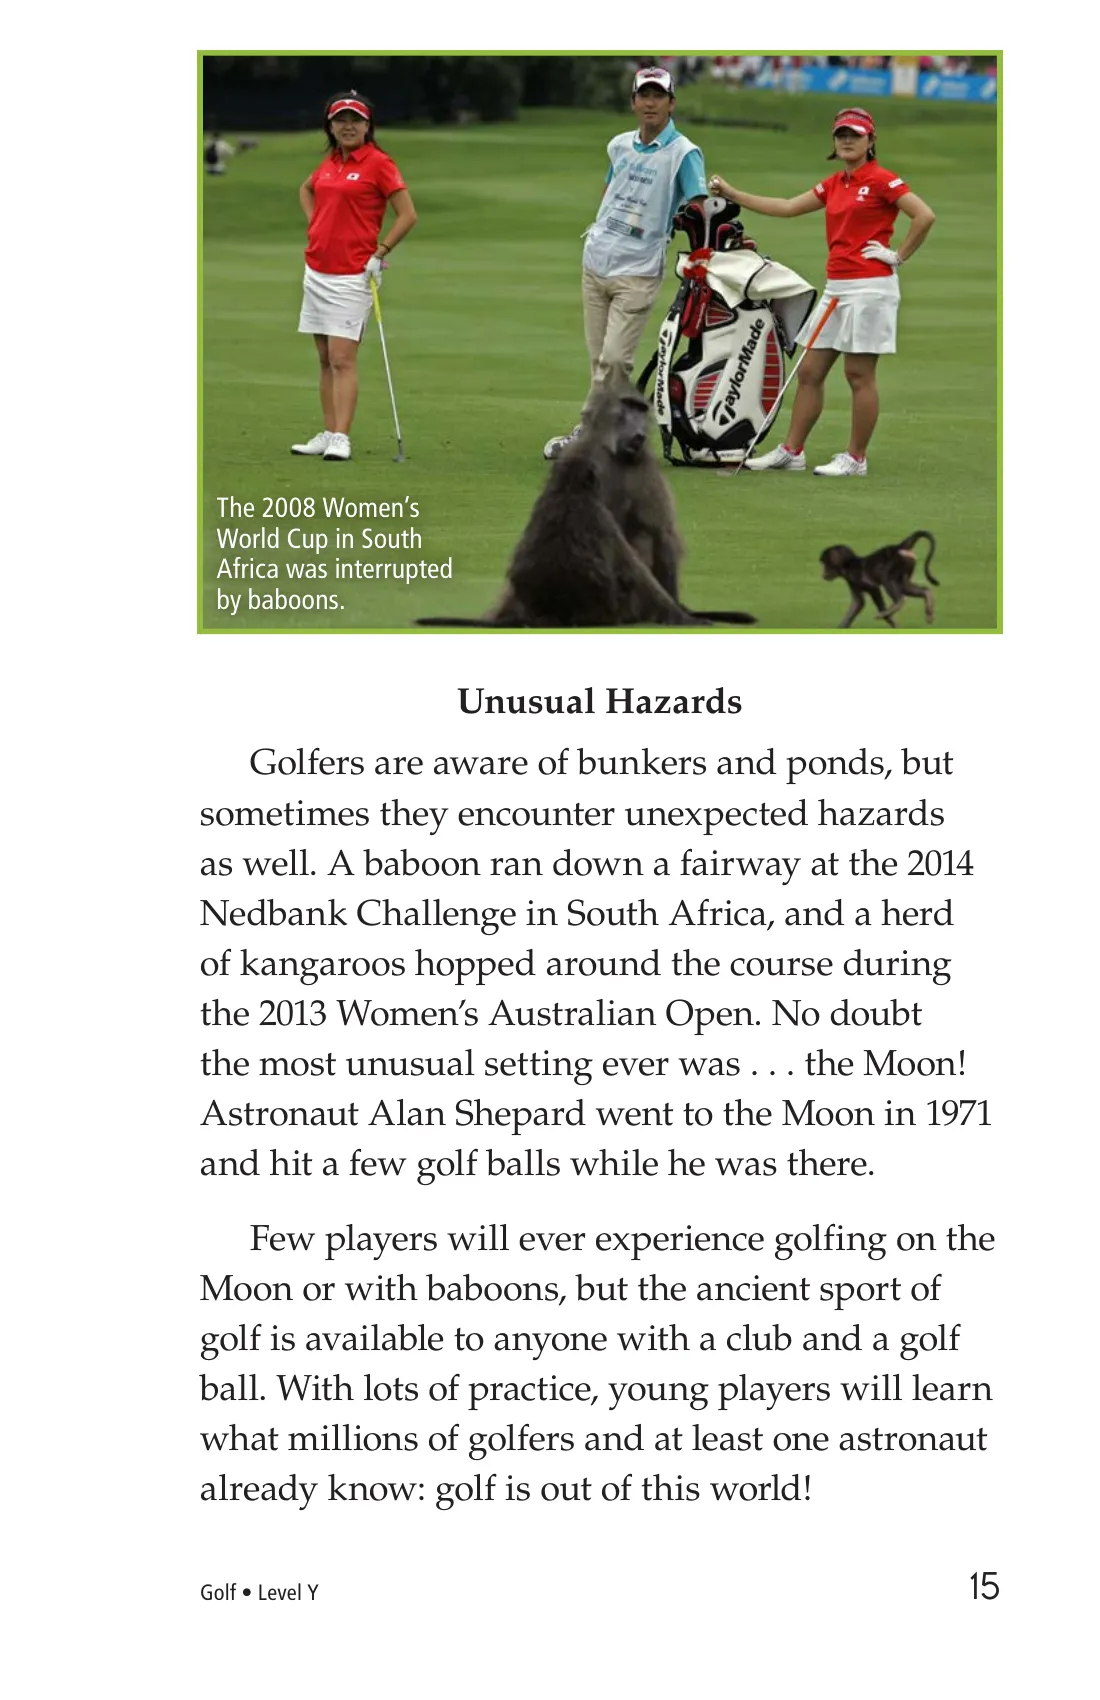 The 2008 Women's
World Cup in South
Africa was interrupted
by baboons.
TaylorMade
TaylorMade
Unusual Hazards
Golfers are aware of bunkers and ponds, but
sometimes they encounter unexpected hazards
as well. A baboon ran down a fairway at the 2014
Nedbank Challenge in South Africa, and a herd
of kangaroos hopped around the course during
the 2013 Women's Australian Open. No doubt
the most unusual setting ever was . . . the Moon!
Astronaut Alan Shepard went to the Moon in 1971
and hit a few golf balls while he was there.
Few players will ever experience golfing on the
Moon or with baboons, but the ancient sport of
golf is available to anyone with a club and a golf
ball. With lots of practice, young players will learn
what millions of golfers and at least one astronaut
already know: golf is out of this world!
Golf • Level Y
15